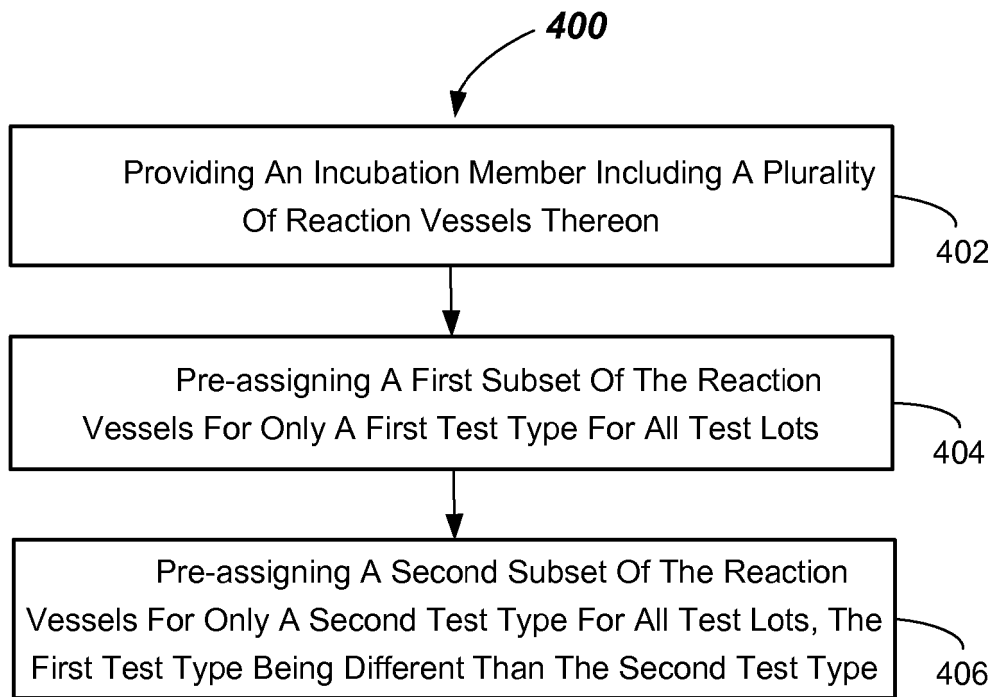 400
Providing An Incubation Member Including A Plurality
Of Reaction Vessels Thereon
402
Pre-assigning A First Subset Of The Reaction
Vessels For Only A First Test Type For All Test Lots
404
Pre-assigning A Second Subset Of The Reaction
Vessels For Only A Second Test Type For All Test Lots, The
First Test Type Being Different Than The Second Test Type
406